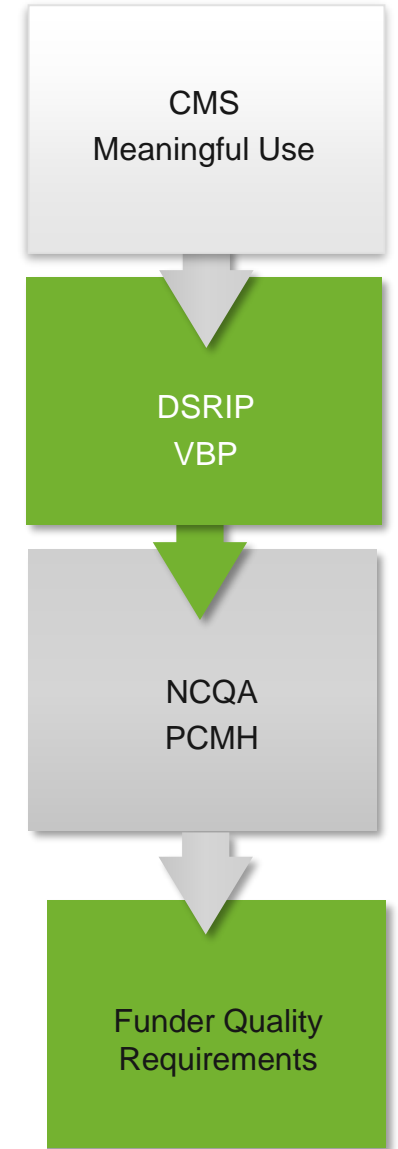 CMS
Meaningful Use
DSRIP
VBP
NCQA
PCMH
Funder Quality
Requirements